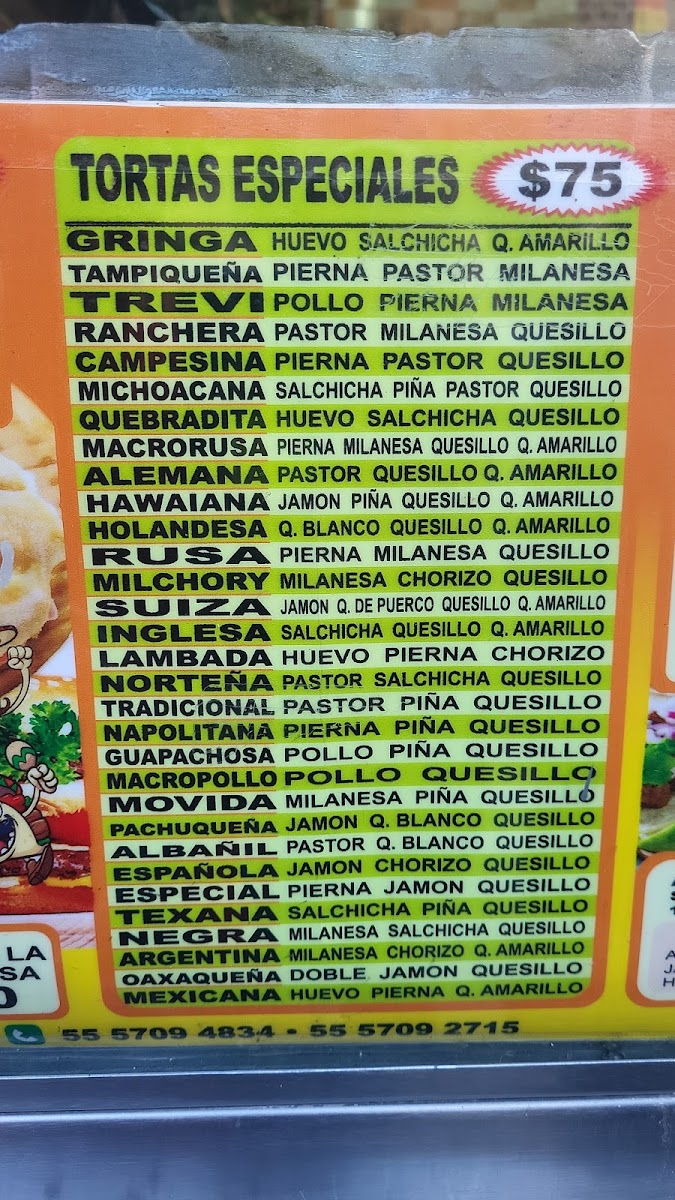 TORTAS ESPECIALES $75
GRINGA HUEVO SALCHICHA Q. AMARILLO
TAMPIQUEÑA PIERNA PASTOR MILANESA
TREVI POLLO PIERNA MILANESA
RANCHERA PASTOR MILANESA QUESILLO
CAMPESINA PIERNA PASTOR QUESILLO
MICHOACANA SALCHICHA PIÑA PASTOR QUESILLO
QUEBRADITA HUEVO SALCHICHA QUESILLO
MACRORUSA PIERNA MILANESA QUESILLO Q. AMARILLO
ALEMANA PASTOR QUESILLO Q. AMARILLO
HAWAIANA JAMON PIÑA QUESILLO Q. AMARILLO
HOLANDESA Q. BLANCO QUESILLO Q. AMARILLO
RUSA PIERNA MILANESA QUESILLO
MILCHORY MILANESA CHORIZO QUESILLO
SUIZA JAMON Q. DE PUERCO QUESILLO Q. AMARILLO
INGLESA SALCHICHA QUESILLO Q. AMARILLO
LAMBADA HUEVO PIERNA CHORIZO
NORTEÑA PASTOR SALCHICHA QUESILLO
TRADICIONAL PASTOR PIÑA QUESILLO
NAPOLITANA PIERNA PIÑA QUESILLO
GUAPACHOSA POLLO PIÑA QUESILLO
MACROPOLLO POLLO QUESILLO
MOVIDA MILANESA PIÑA QUESILLO
PACHUQUEÑA JAMON Q. BLANCO QUESILLO
ALBAÑIL PASTOR Q. BLANCO QUESILLO
ESPAÑOLA JAMON CHORIZO QUESILLO
ESPECIAL PIERNA JAMON QUESILLO
TEXANA SALCHICHA PIÑA QUESILLO
NEGRA MILANESA SALCHICHA QUESILLO
ARGENTINA MILANESA CHORIZO Q. AMARILLO
OAXAQUEÑA DOBLE JAMON QUESILLO
MEXICANA HUEVO PIERNA Q. AMARILLO
LA
55 5709 4834 • 55 5709 2715